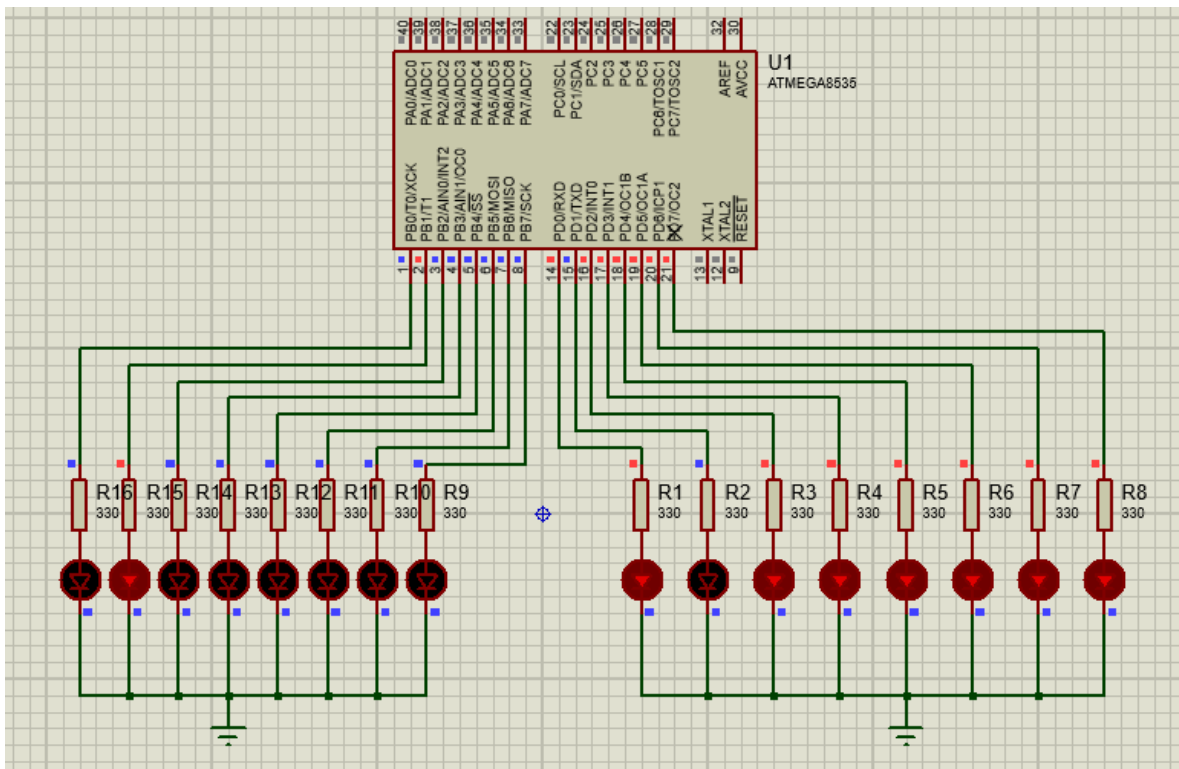 40 39 38 37 36 35 34 33 22 23 24 25 26 27 28 29 32 30
PA0/ADC0
PA1/ADC1
PA2/ADC2
PA3/ADC3
PA4/ADC4
PA5/ADC5
PA6/ADC6
PA7/ADC7
PC0/SCL
PC1/SDA
PC2
PC3
PC4
PC5
PC6/TOSC1
PC7/TOSC2
AREF
AVCC
U1
ATMEGA8535
PB0/T0/XCK
PB1/T1
PB2/AIN0/INT2
PB3/AIN1/OC0
PB4/SS
PB5/MOSI
PB6/MISO
PB7/SCK
PD0/RXD
PD1/TXD
PD2/INT0
PD3/INT1
PD4/OC1B
PD5/OC1A
PD6/ICP1
PD7/OC2
XTAL1
XTAL2
RESET
1 2 3 4 5 6 7 8 14 15 16 17 18 19 20 21 13 12 9
R16 R15 R14 R13 R12 R11 R10 R9 R1 R2 R3 R4 R5 R6 R7 R8
330 330 330 330 330 330 330 330 330 330 330 330 330 330 330 330